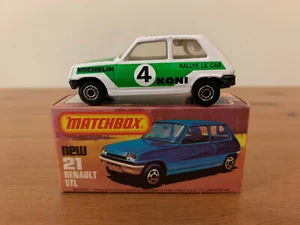 RALLYE LE CAR
MICHELIN
4
KONI
MATCHBOX
new
21
RENAULT
5TL